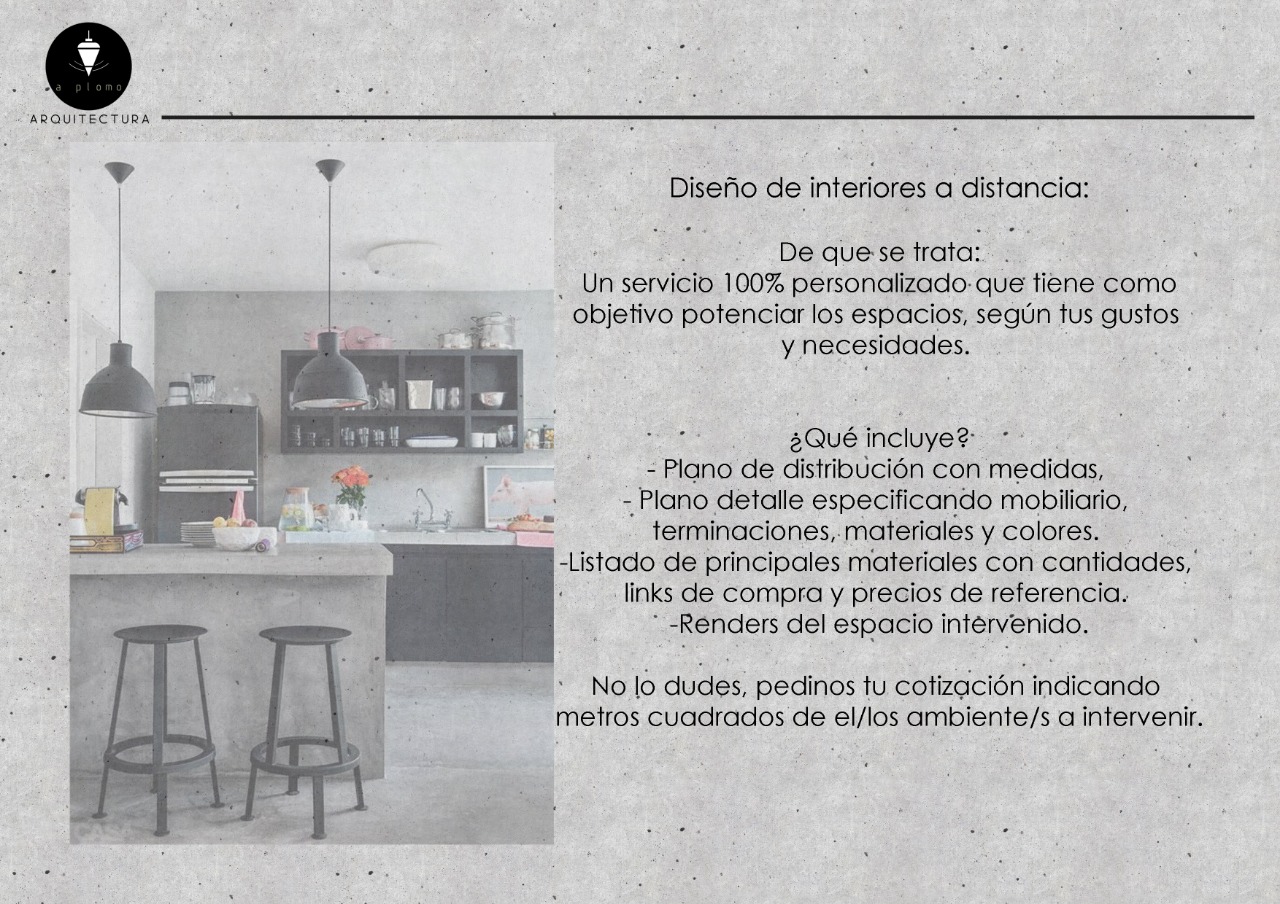 a plomo
ARQUITECTURA
Diseño de interiores a distancia:
De que se trata:
Un servicio 100% personalizado que tiene como
objetivo potenciar los espacios, según tus gustos
y necesidades.
¿Qué incluye?
- Plano de distribución con medidas,
- Plano detalle especificando mobiliario,
terminaciones, materiales y colores.
-Listado de principales materiales con cantidades,
links de compra y precios de referencia.
-Renders del espacio intervenido.
No lo dudes, pedinos tu cotización indicando
metros cuadrados de el/los ambiente/s a intervenir.